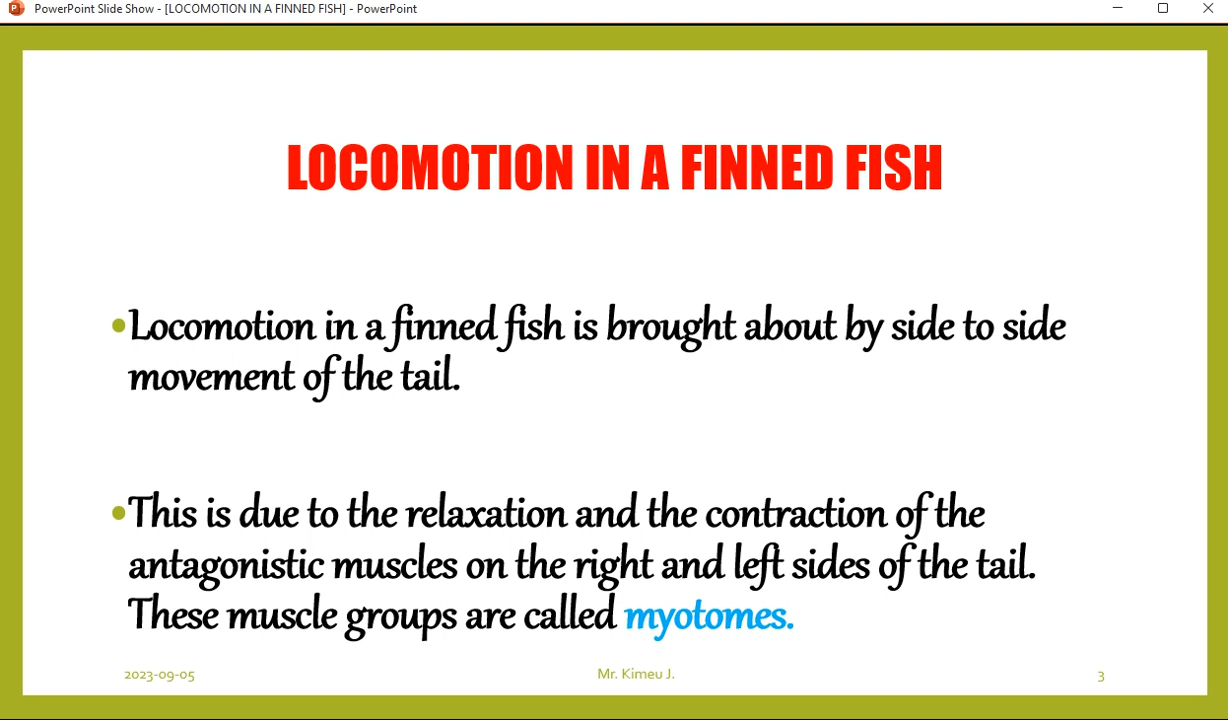 PowerPoint Slide Show - [LOCOMOTION IN A FINNED FISH] - PowerPoint
LOCOMOTION IN A FINNED FISH
•Locomotion in a finned fish is brought about by side to side
movement of the tail.
•This is due to the relaxation and the contraction of the
antagonistic muscles on the right and left sides of the tail.
These muscle groups are called myotomes.
2023-09-05 Mr. Kimeu J. 3